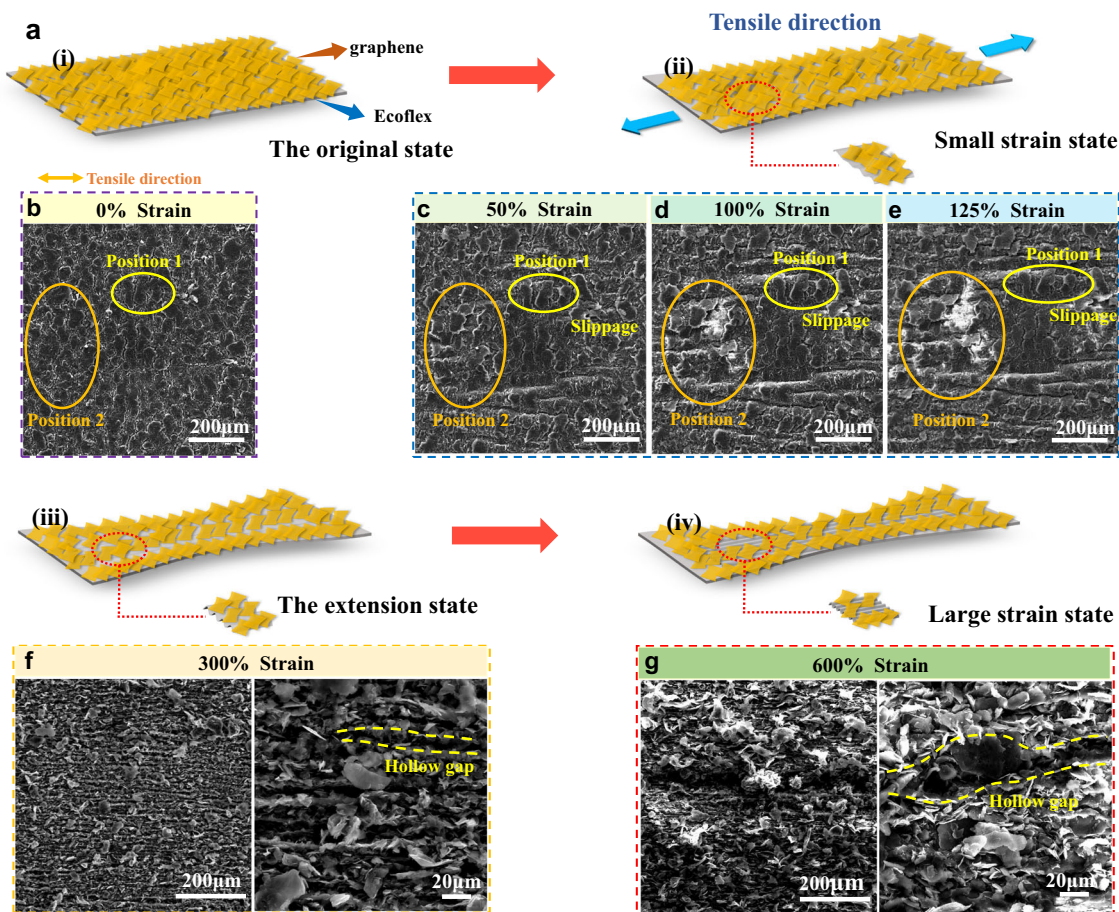 a
(i)
graphene
Ecoflex
The original state
Tensile direction
(ii)
Small strain state
Tensile direction
b
0% Strain
Position 1
Position 2
200μm
c
50% Strain
Position 1
Slippage
Position 2
200μm
d
100% Strain
Position 1
Slippage
Position 2
200μm
e
125% Strain
Position 1
Slippage
Position 2
200μm
(iii)
The extension state
(iv)
Large strain state
f
300% Strain
200μm
Hollow gap
20μm
g
600% Strain
200μm
Hollow gap
20μm